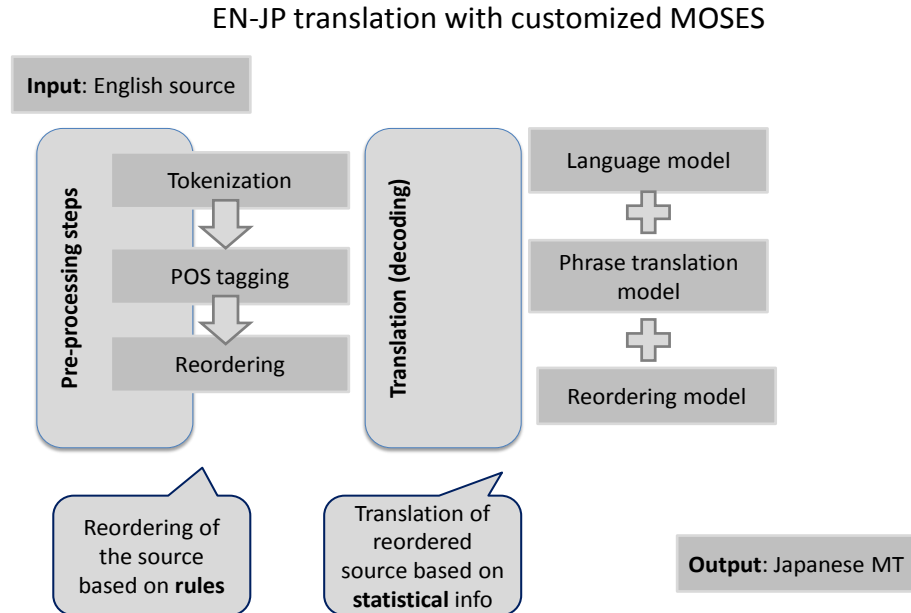 EN-JP translation with customized MOSES
Input: English source
Pre-processing steps
Tokenization
POS tagging
Reordering
Translation (decoding)
Language model
Phrase translation
model
Reordering model
Reordering of
the source
based on rules
Translation of
reordered
source based on
statistical info
Output: Japanese MT